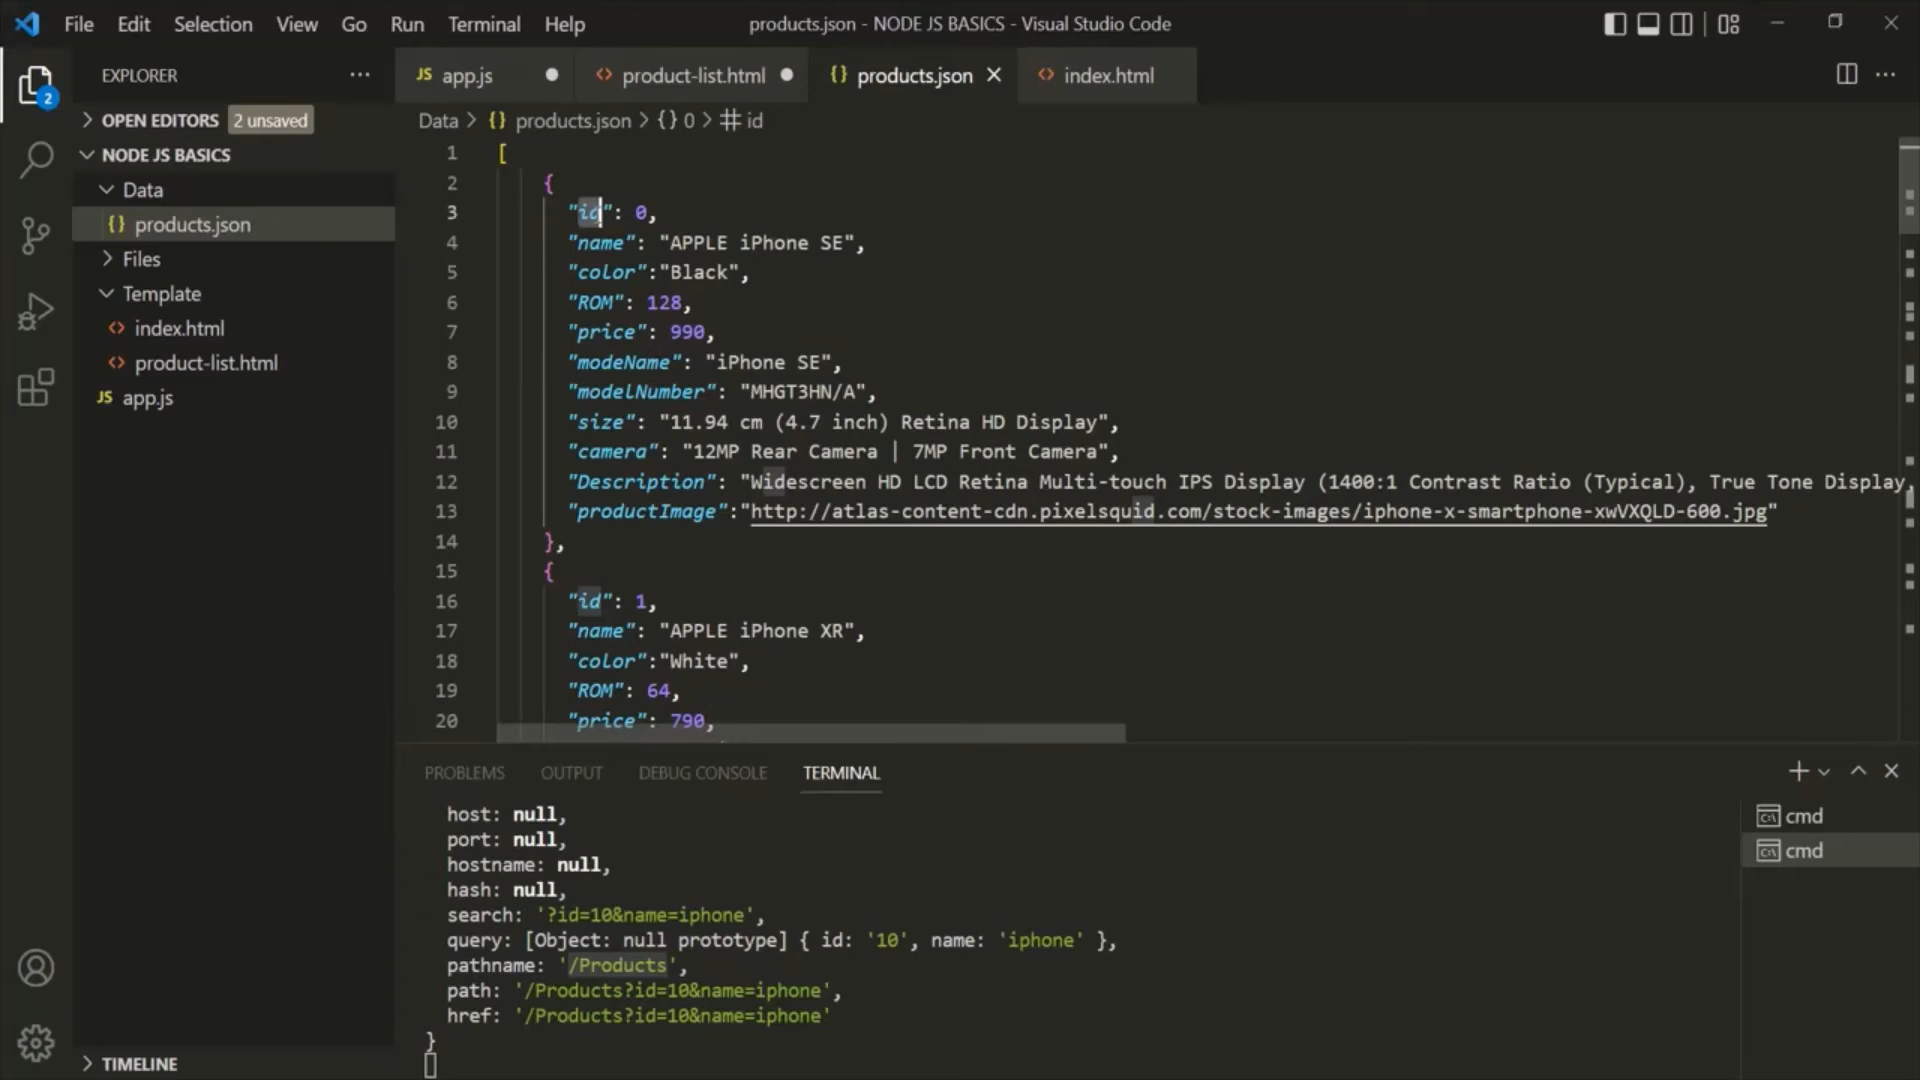 File Edit Selection View Go Run Terminal Help
products.json - NODE JS BASICS - Visual Studio Code
EXPLORER
JS app.js
<> product-list.html
{} products.json
<> index.html
2
OPEN EDITORS 2 unsaved
Data > {} products.json > {} 0 > # id
NODE JS BASICS
Data
{} products.json
Files
Template
<> index.html
<> product-list.html
JS app.js
TIMELINE
1 [
2 {
3 "id": 0,
4 "name": "APPLE iPhone SE",
5 "color":"Black",
6 "ROM": 128,
7 "price": 990,
8 "modeName": "iPhone SE",
9 "modelNumber": "MHGT3HN/A",
10 "size": "11.94 cm (4.7 inch) Retina HD Display",
11 "camera": "12MP Rear Camera | 7MP Front Camera",
12 "Description": "Widescreen HD LCD Retina Multi-touch IPS Display (1400:1 Contrast Ratio (Typical), True Tone Display,
13 "productImage":"http://atlas-content-cdn.pixelsquid.com/stock-images/iphone-x-smartphone-xwVXQLD-600.jpg"
14 },
15 {
16 "id": 1,
17 "name": "APPLE iPhone XR",
18 "color":"White",
19 "ROM": 64,
20 "price": 790,
PROBLEMS OUTPUT DEBUG CONSOLE TERMINAL
host: null,
port: null,
hostname: null,
hash: null,
search: '?id=10&name=iphone',
query: [Object: null prototype] { id: '10', name: 'iphone' },
pathname: '/Products',
path: '/Products?id=10&name=iphone',
href: '/Products?id=10&name=iphone'
}
cmd
cmd